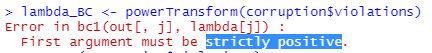 > lambda_BC <- powerTransform(corruption$violations)
Error in bc1(out[, j], lambda[j]) :
First argument must be strictly positive.